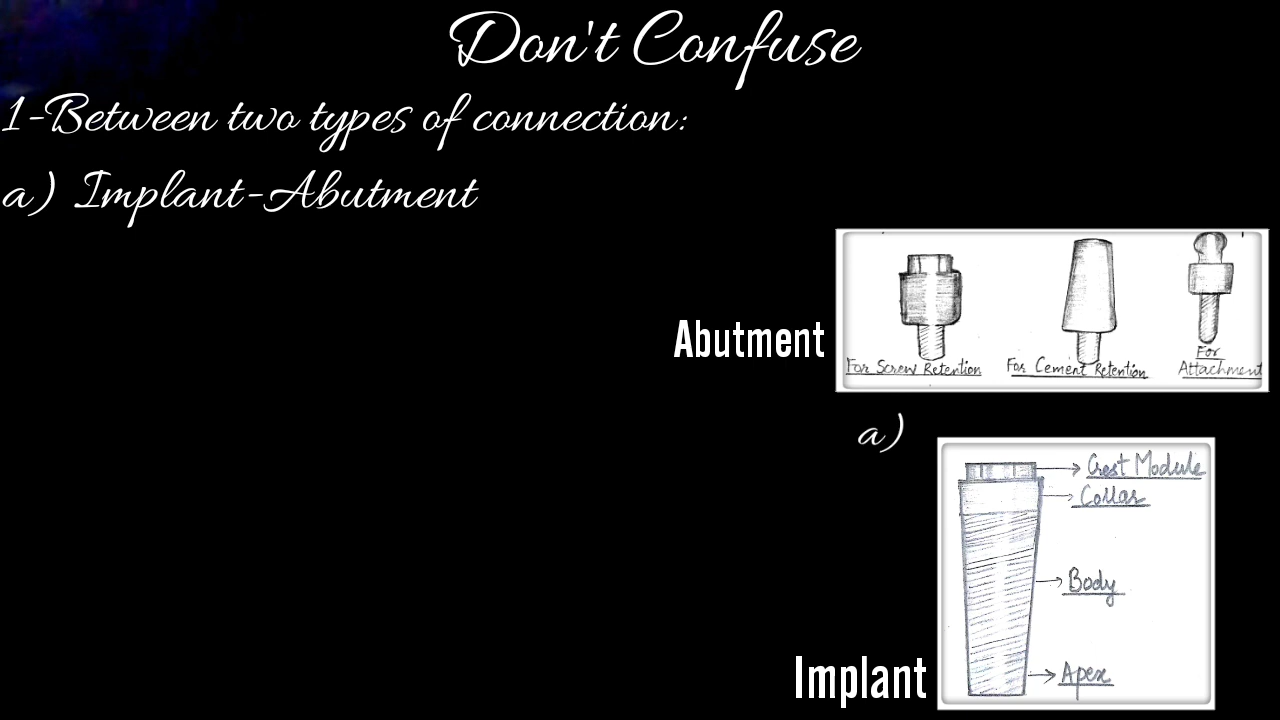 Don't Confuse
1-Between two types of connection:
a) Implant-Abutment
Abutment
For Screw Retention
For Cement Retention
For
Attachment
a)
Crest Module
Collar
Body
Apex
Implant